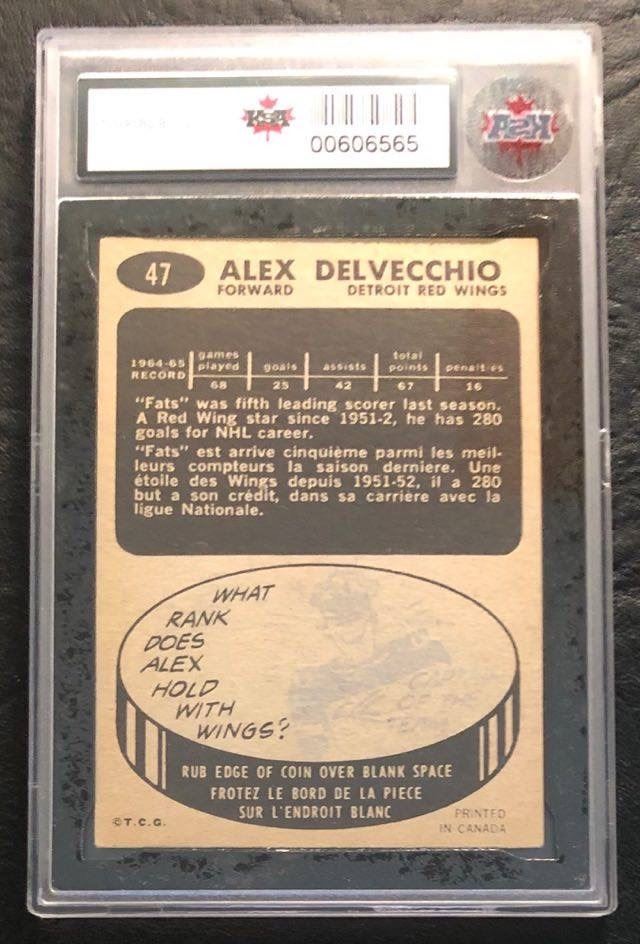 KSA
00606565
KSA
47
ALEX DELVECCHIO
FORWARD DETROIT RED WINGS
1964-65 RECORD games played goals assists total points penalties
68 25 42 67 16
"Fats" was fifth leading scorer last season.
A Red Wing star since 1951-2, he has 280
goals for NHL career.
"Fats" est arrive cinquième parmi les meil-
leurs compteurs la saison derniere. Une
étoile des Wings depuis 1951-52, il a 280
but a son crédit, dans sa carrière avec la
ligue Nationale.
WHAT
RANK
DOES
ALEX
HOLD
WITH
WINGS?
RUB EDGE OF COIN OVER BLANK SPACE
FROTEZ LE BORD DE LA PIECE
SUR L'ENDROIT BLANC
©T.C.G.
PRINTED
IN CANADA